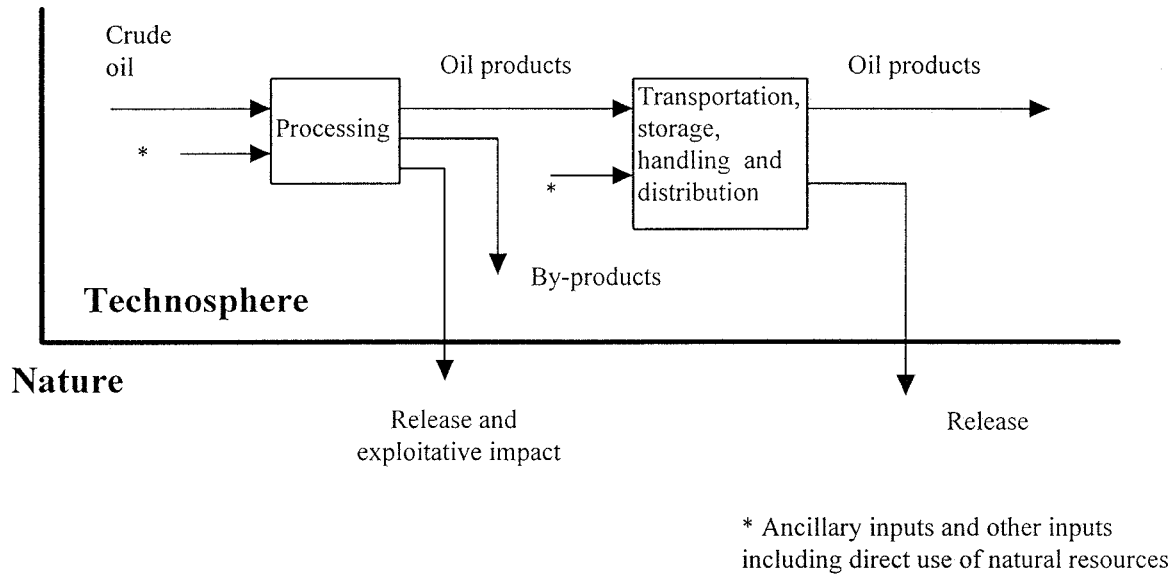 Crude
oil
Oil products
Oil products
Processing
Transportation,
storage,
handling and
distribution
*
*
By-products
Technosphere
Nature
Release and
exploitative impact
Release
* Ancillary inputs and other inputs
including direct use of natural resources